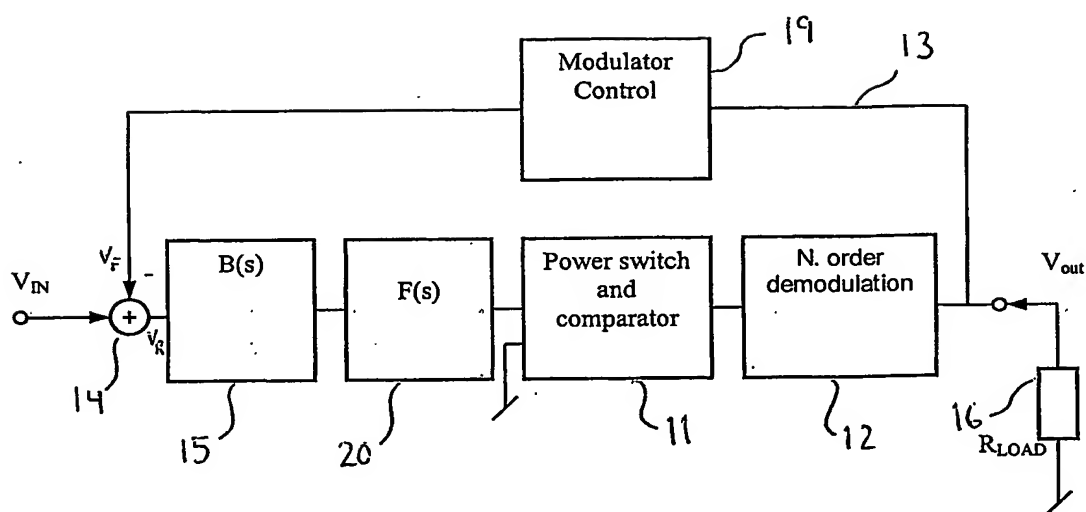 19
13
Modulator
Control
V_F
-
V_IN
+
V_R
B(s)
F(s)
Power switch
and
comparator
N. order
demodulation
V_out
14
15
20
11
12
16
R_LOAD